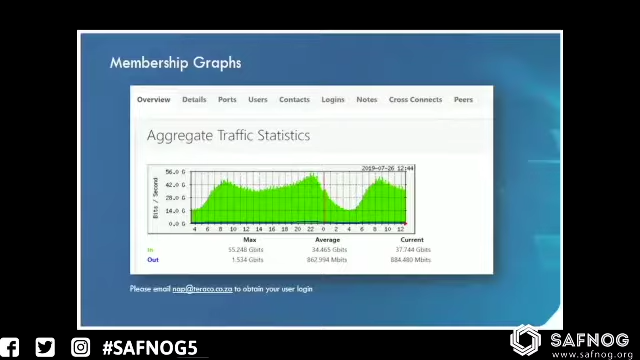 Membership Graphs
Overview Details Ports Users Contacts Logins Notes Cross Connects Peers
Aggregate Traffic Statistics
2019-07-26 12:44
Bits / Second
56.0 G
42.0 G
28.0 G
14.0 G
0.0 G
4 6 8 10 12 14 16 18 20 22 0 2 4 6 8 10 12
Max Average Current
In 55.248 Gbits 34.465 Gbits 37.744 Gbits
Out 1.534 Gbits 862.994 Mbits 884.480 Mbits
Please email nap@teraco.co.za to obtain your user login
#SAFNOG5
SAFNOG
www.safnog.org